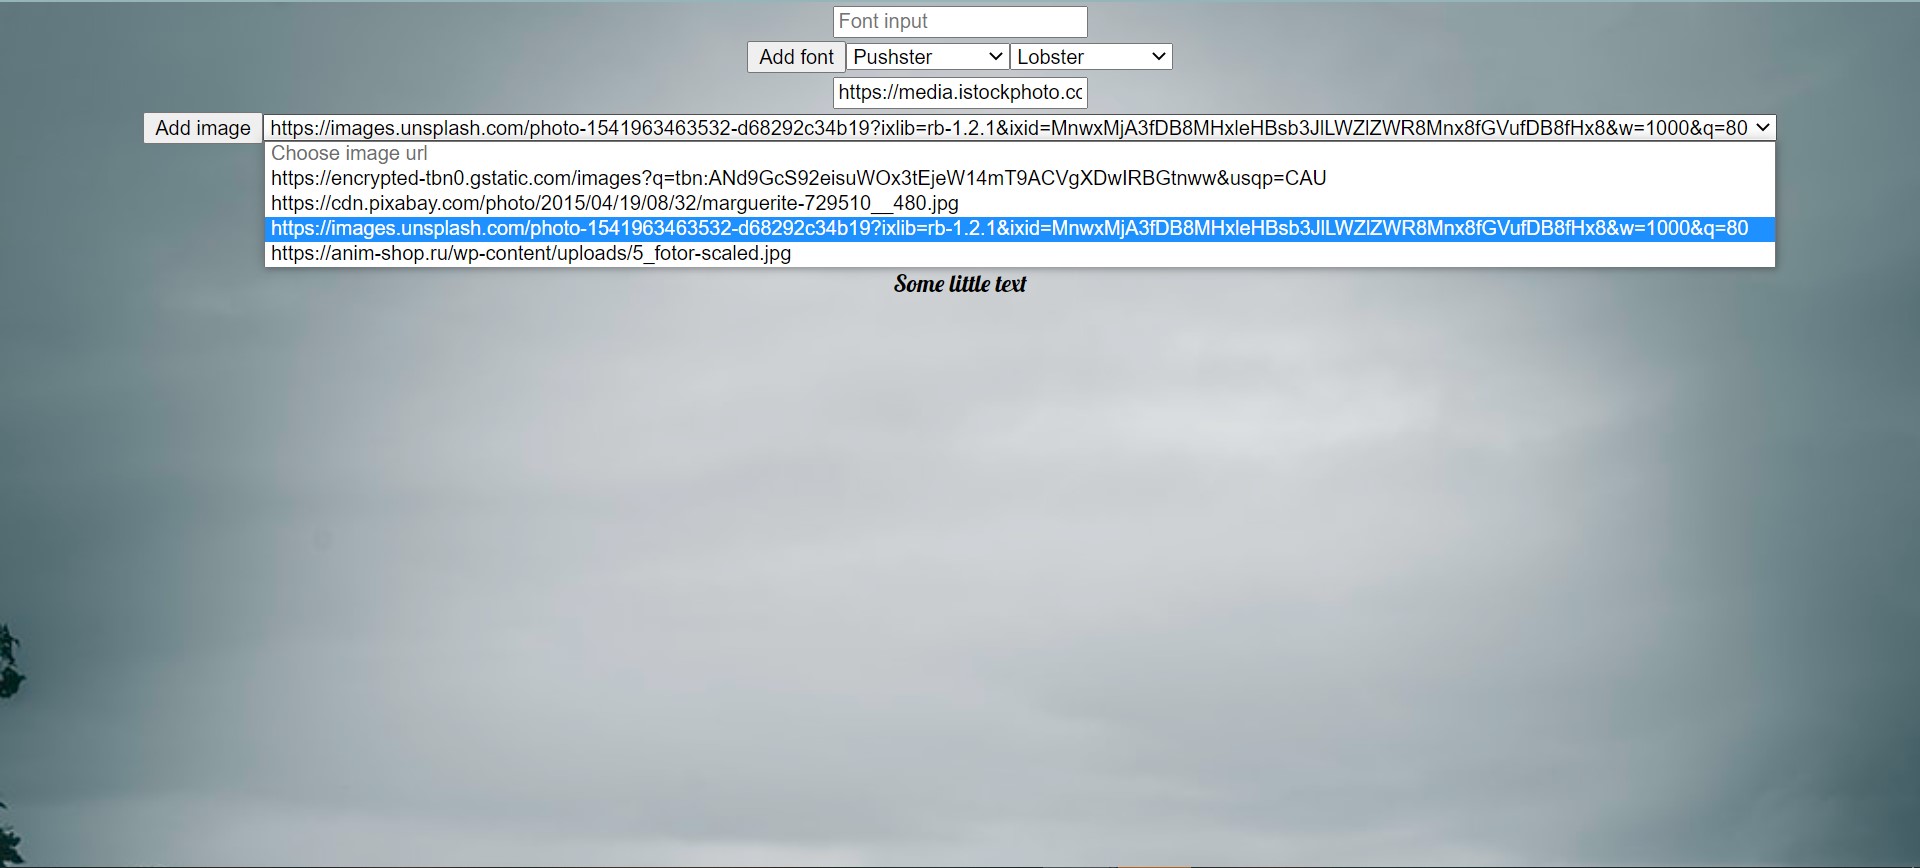 Font input
Add font Pushster Lobster
https://media.istockphoto.cc
Add image https://images.unsplash.com/photo-1541963463532-d68292c34b19?ixlib=rb-1.2.1&ixid=MnwxMjA3fDB8MHxleHBsb3JlLWZlZWR8Mnx8fGVufDB8fHx8&w=1000&q=80
Choose image url
https://encrypted-tbn0.gstatic.com/images?q=tbn:ANd9GcS92eisuWOx3tEjeW14mT9ACVgXDwIRBGtnww&usqp=CAU
https://cdn.pixabay.com/photo/2015/04/19/08/32/marguerite-729510__480.jpg
https://images.unsplash.com/photo-1541963463532-d68292c34b19?ixlib=rb-1.2.1&ixid=MnwxMjA3fDB8MHxleHBsb3JlLWZlZWR8Mnx8fGVufDB8fHx8&w=1000&q=80
https://anim-shop.ru/wp-content/uploads/5_fotor-scaled.jpg
Some little text